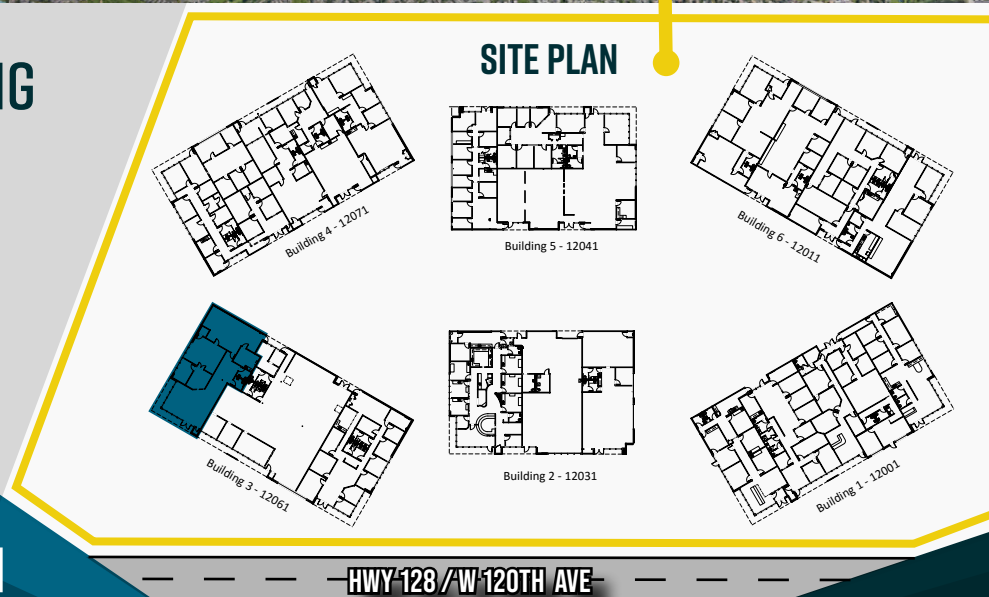 SITE PLAN
Building 4 - 12071
Building 5 - 12041
Building 6 - 12011
Building 3 - 12061
Building 2 - 12031
Building 1 - 12001
HWY 128 / W 120TH AVE